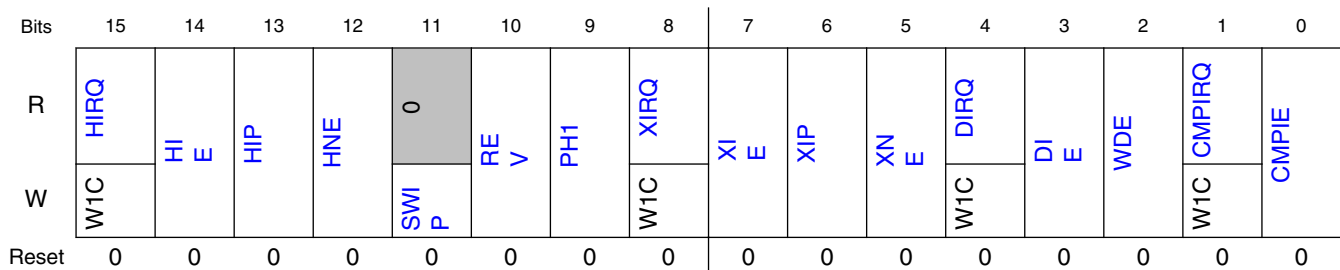 Bits 15 14 13 12 11 10 9 8 7 6 5 4 3 2 1 0
R HIRQ HI E HIP HNE 0 RE V PH1 XIRQ XI E XIP XN E DIRQ DI E WDE CMPIRQ CMPIE
W W1C SWI P W1C W1C W1C
Reset 0 0 0 0 0 0 0 0 0 0 0 0 0 0 0 0